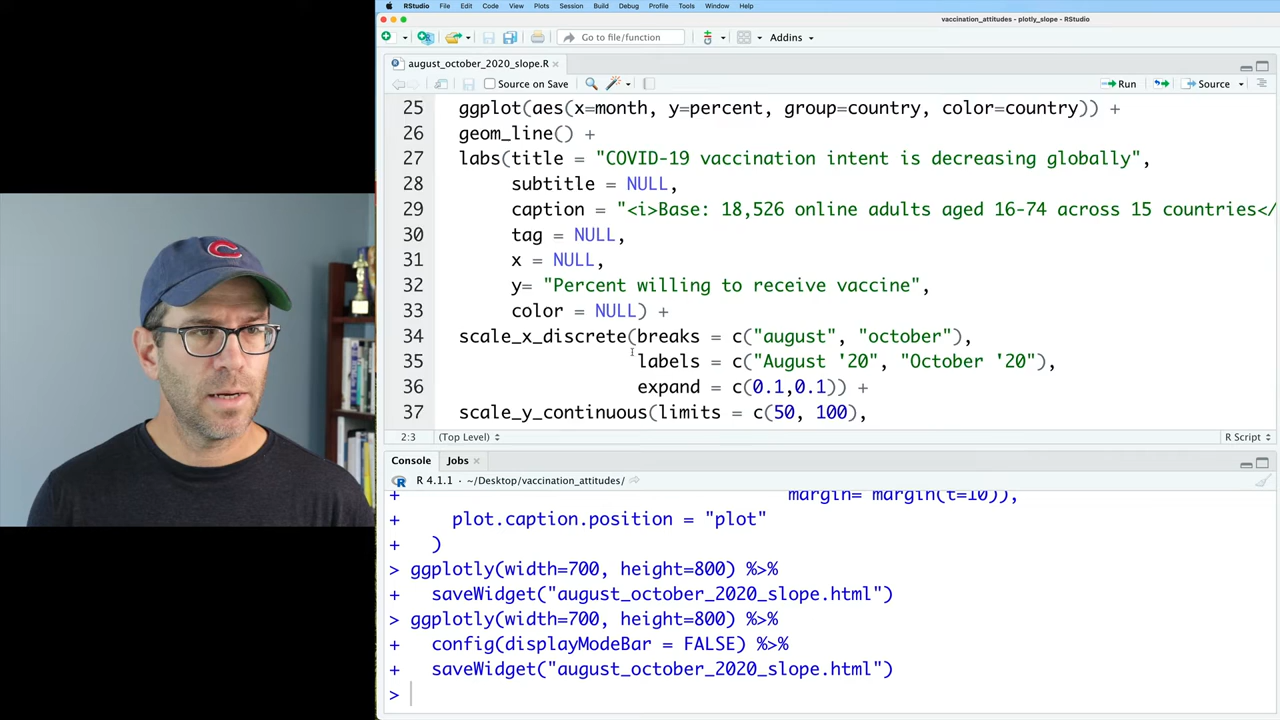 RStudio File Edit Code View Plots Session Build Debug Profile Tools Window Help
vaccination_attitudes - plotly_slope - RStudio
Go to file/function
Addins
august_october_2020_slope.R
Source on Save
Run
Source
25 ggplot(aes(x=month, y=percent, group=country, color=country)) +
26 geom_line() +
27 labs(title = "COVID-19 vaccination intent is decreasing globally",
28 subtitle = NULL,
29 caption = "<i>Base: 18,526 online adults aged 16-74 across 15 countries</
30 tag = NULL,
31 x = NULL,
32 y= "Percent willing to receive vaccine",
33 color = NULL) +
34 scale_x_discrete(breaks = c("august", "october"),
35 labels = c("August '20", "October '20"),
36 expand = c(0.1,0.1)) +
37 scale_y_continuous(limits = c(50, 100),
2:3 (Top Level) R Script
Console Jobs
R 4.1.1 · ~/Desktop/vaccination_attitudes/
+ margin= margin(t=10)),
+ plot.caption.position = "plot"
+ )
> ggplotly(width=700, height=800) %>%
+ saveWidget("august_october_2020_slope.html")
> ggplotly(width=700, height=800) %>%
+ config(displayModeBar = FALSE) %>%
+ saveWidget("august_october_2020_slope.html")
>
C